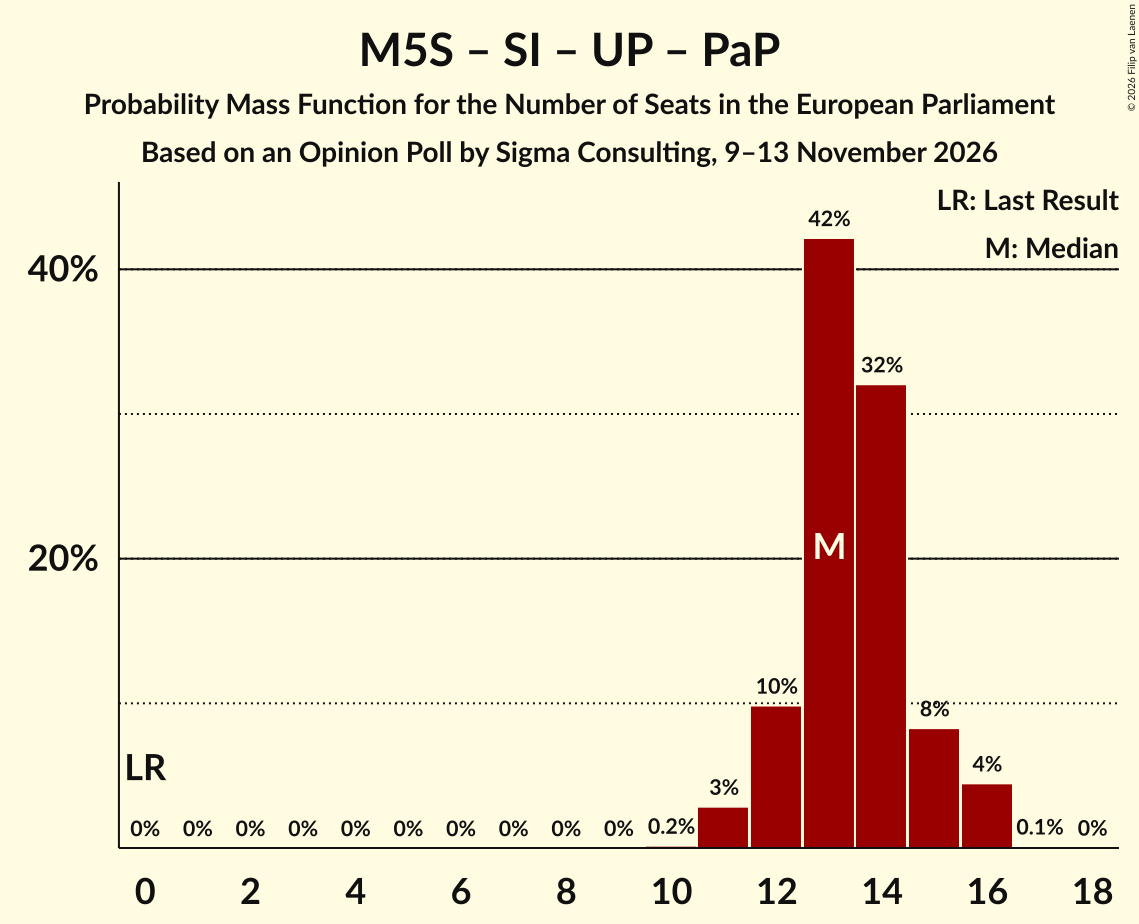 M5S – SI – UP – PaP
Probability Mass Function for the Number of Seats in the European Parliament
Based on an Opinion Poll by Sigma Consulting, 9–13 November 2026
© 2026 Filip van Laenen
LR: Last Result
M: Median
42%
40%
32%
M
20%
10%
8%
LR
4%
3%
0% 0% 0% 0% 0% 0% 0% 0% 0% 0% 0.2% 0.1% 0%
0 2 4 6 8 10 12 14 16 18